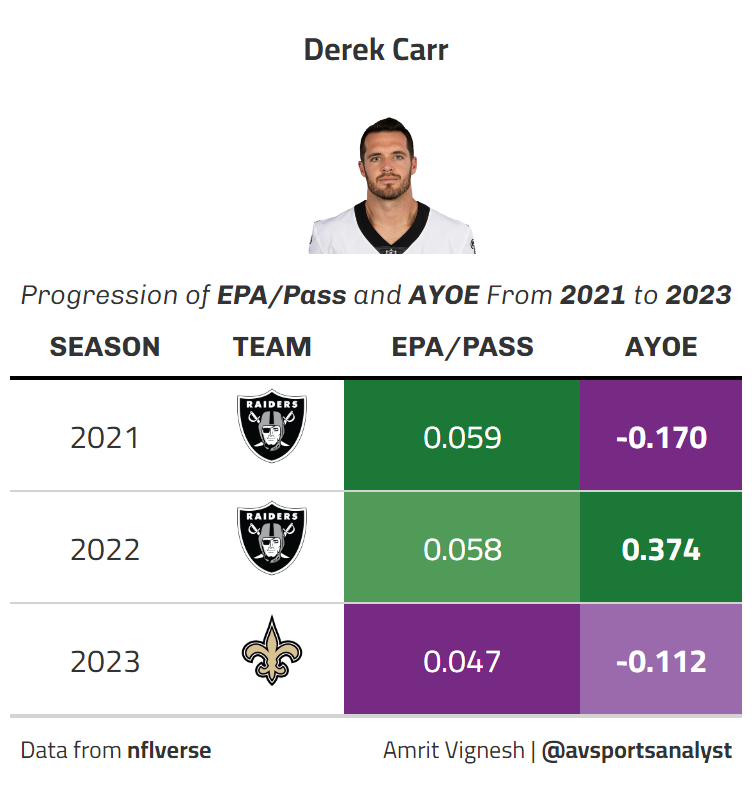 Derek Carr
Progression of EPA/Pass and AYOE From 2021 to 2023
SEASON TEAM EPA/PASS AYOE
RAIDERS
2021 0.059 -0.170
RAIDERS
2022 0.058 0.374
2023 0.047 -0.112
Data from nflverse Amrit Vignesh | @avsportsanalyst